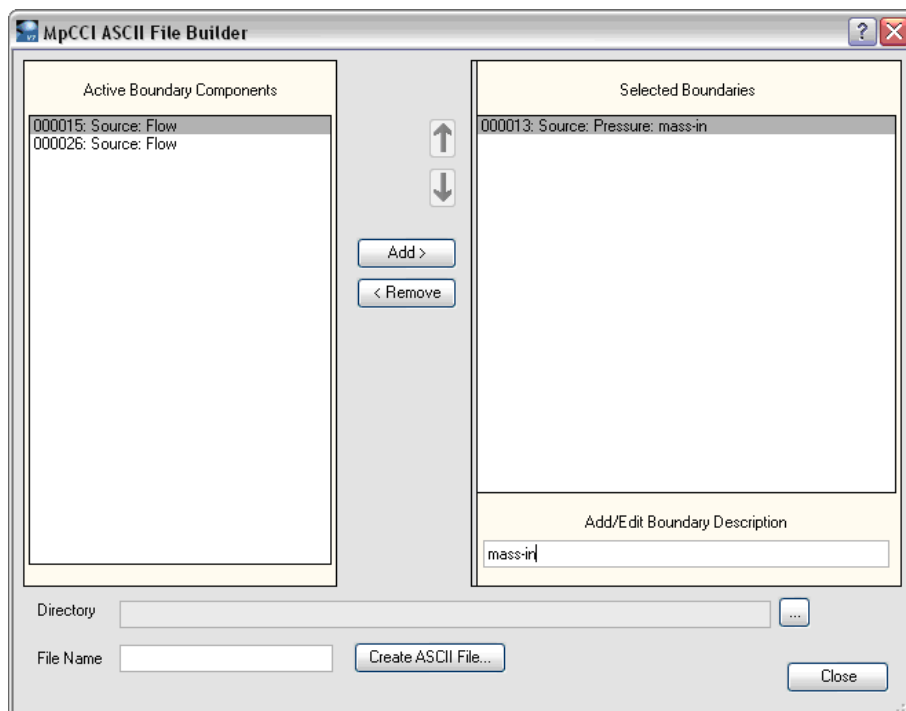 MpCCI ASCII File Builder
Active Boundary Components
000015: Source: Flow
000026: Source: Flow
Add >
< Remove
Selected Boundaries
000013: Source: Pressure: mass-in
Add/Edit Boundary Description
mass-in
Directory
...
File Name
Create ASCII File...
Close